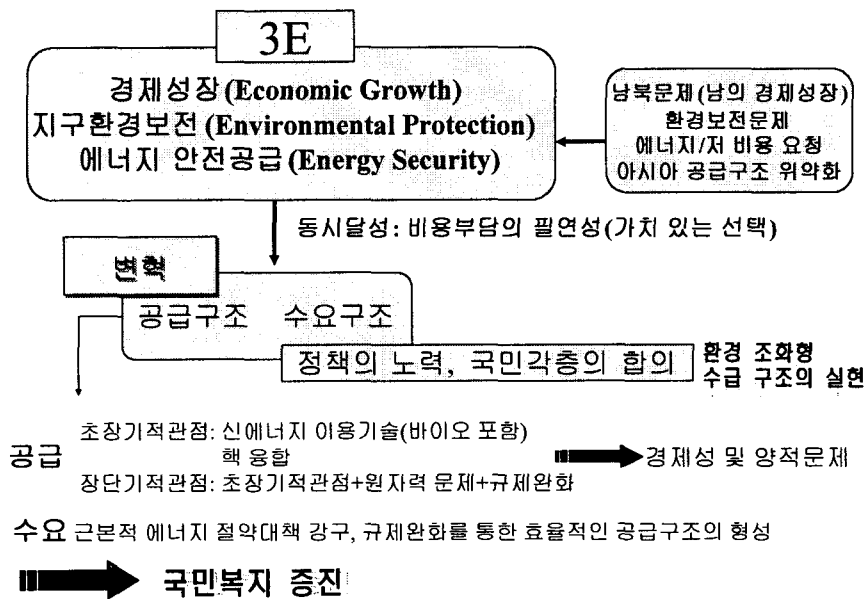 3E
경제성장(Economic Growth)
지구환경보전(Environmental Protection)
에너지 안전공급(Energy Security)
남북문제(남의 경제성장)
환경보전문제
에너지/저 비용 요청
아시아 공급구조 위약화
동시달성: 비용부담의 필연성(가치 있는 선택)
변혁
공급구조 수요구조
정책의 노력, 국민각층의 합의
환경 조화형
수급 구조의 실현
공급
초장기적관점: 신에너지 이용기술(바이오 포함)
핵 융합
장단기적관점: 초장기적관점+원자력 문제+규제완화
경제성 및 양적문제
수요 근본적 에너지 절약대책 강구, 규제완화를 통한 효율적인 공급구조의 형성
국민복지 증진